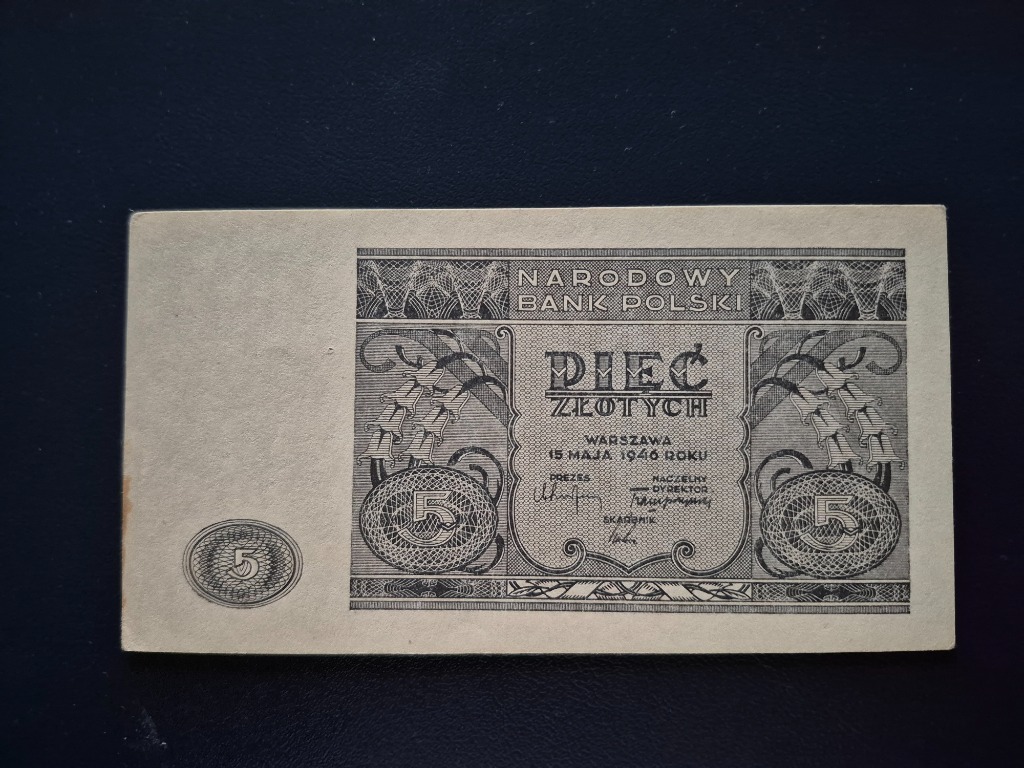 NARODOWY
BANK POLSKI
PIĘĆ
ZŁOTYCH
WARSZAWA
15 MAJA 1946 ROKU
PREZES
NACZELNY
DYREKTOR
SKARBNIK
5
5
5